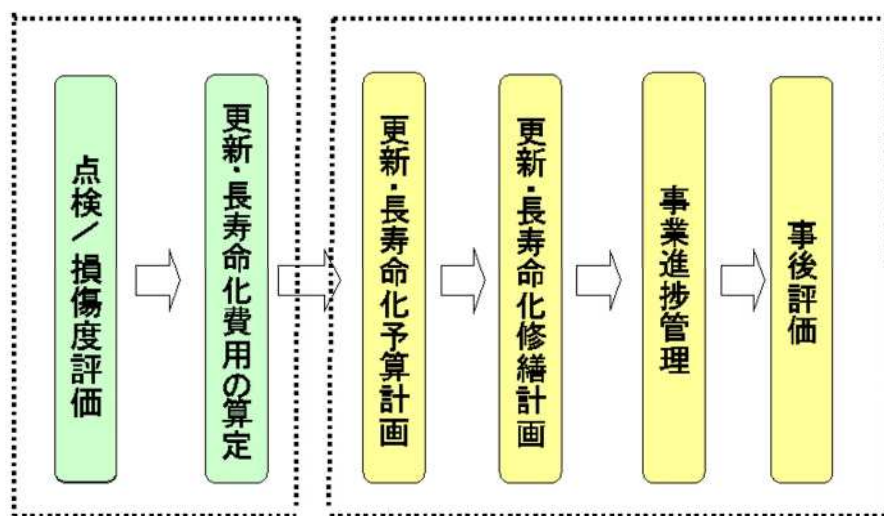 点検／損傷度評価
更新・長寿命化費用の算定
更新・長寿命化予算計画
更新・長寿命化修繕計画
事業進捗管理
事後評価